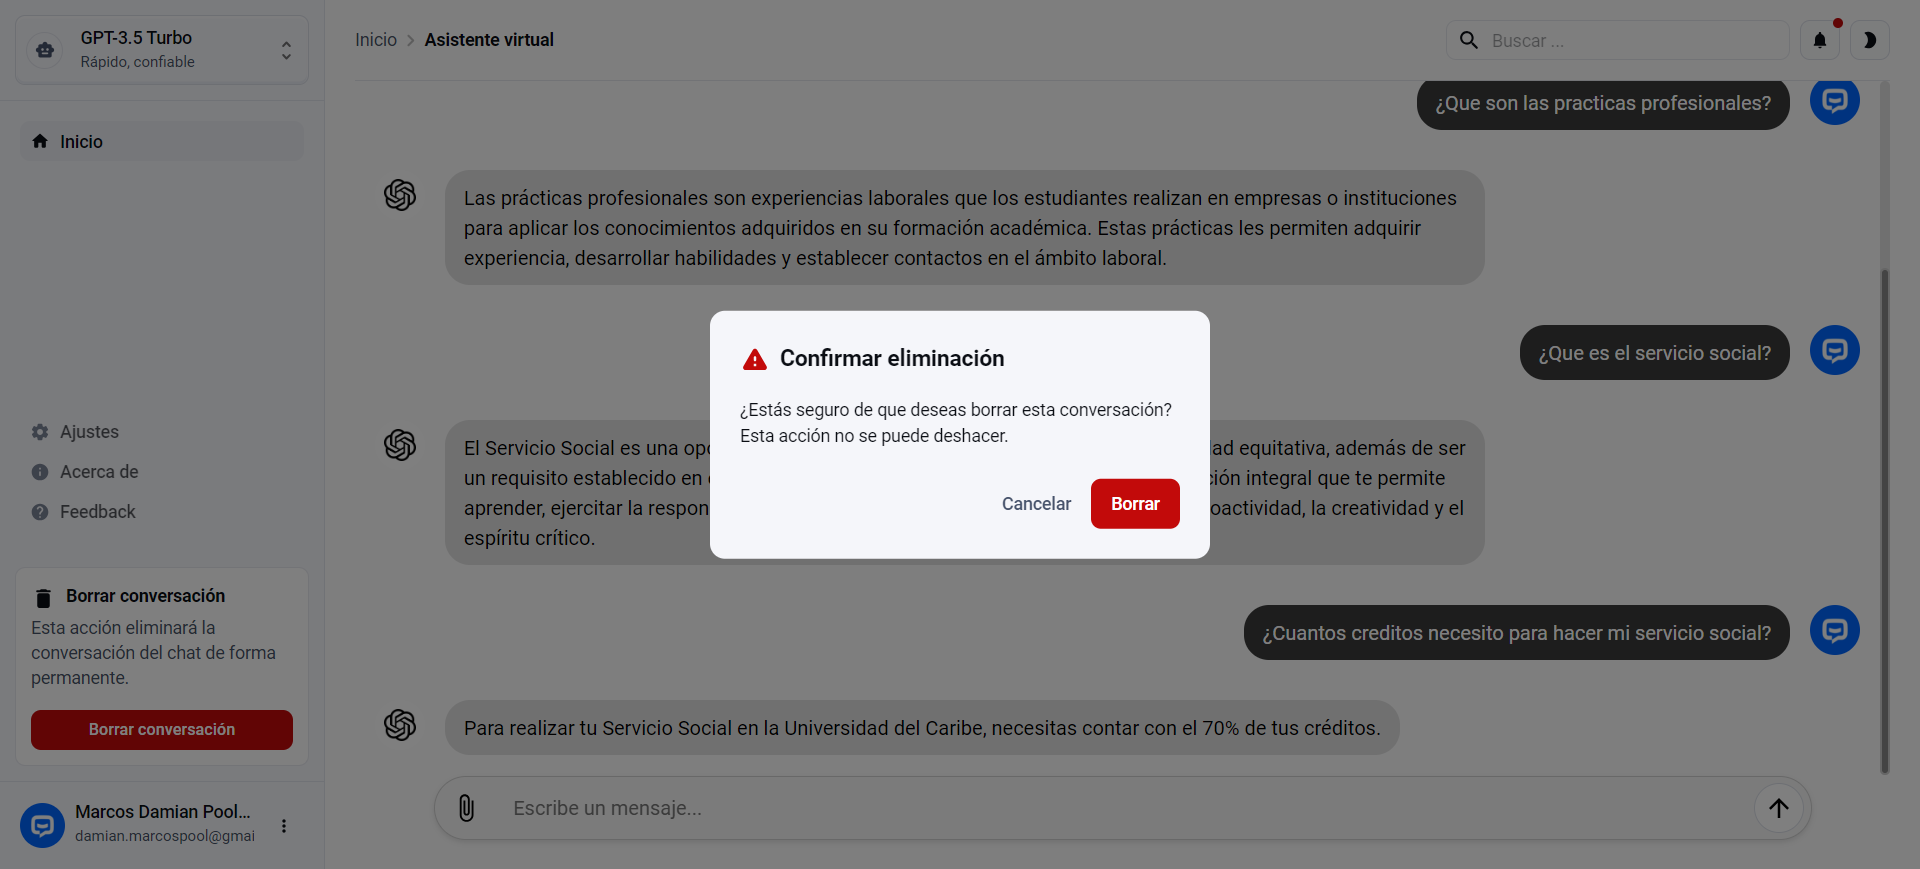 GPT-3.5 Turbo
Rápido, confiable
Inicio
Ajustes
Acerca de
Feedback
Borrar conversación
Esta acción eliminará la
conversación del chat de forma
permanente.
Borrar conversación
Marcos Damian Pool...
damian.marcospool@gmai
Inicio > Asistente virtual
Buscar ...
¿Que son las practicas profesionales?
Las prácticas profesionales son experiencias laborales que los estudiantes realizan en empresas o instituciones
para aplicar los conocimientos adquiridos en su formación académica. Estas prácticas les permiten adquirir
experiencia, desarrollar habilidades y establecer contactos en el ámbito laboral.
¿Que es el servicio social?
El Servicio Social es una equitativa, además de ser
un requisito establecido en integral que te permite
aprender, ejercitar la la creatividad y el
espíritu crítico.
Confirmar eliminación
¿Estás seguro de que deseas borrar esta conversación?
Esta acción no se puede deshacer.
Cancelar
Borrar
¿Cuantos creditos necesito para hacer mi servicio social?
Para realizar tu Servicio Social en la Universidad del Caribe, necesitas contar con el 70% de tus créditos.
Escribe un mensaje...